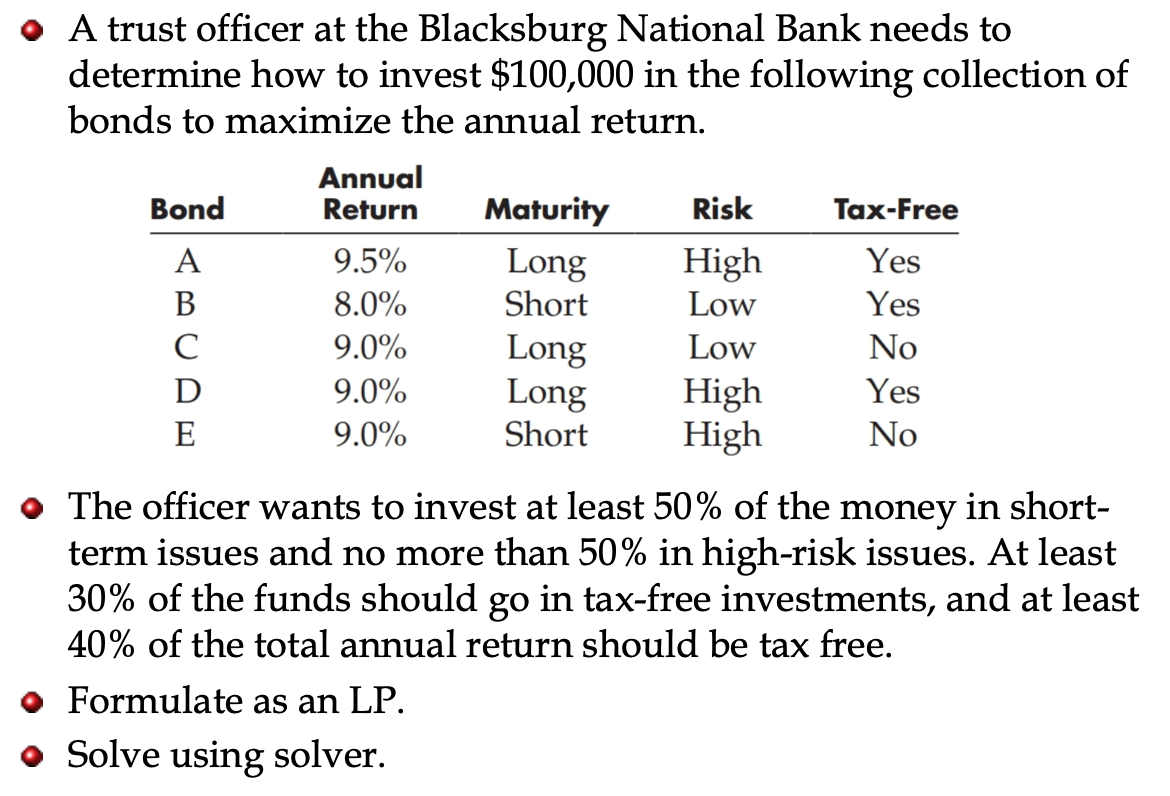 A trust officer at the Blacksburg National Bank needs to
determine how to invest $100,000 in the following collection of
bonds to maximize the annual return.
Annual
Bond Return Maturity Risk Tax-Free
A 9.5% Long High Yes
B 8.0% Short Low Yes
C 9.0% Long Low No
D 9.0% Long High Yes
E 9.0% Short High No
The officer wants to invest at least 50% of the money in short-
term issues and no more than 50% in high-risk issues. At least
30% of the funds should go in tax-free investments, and at least
40% of the total annual return should be tax free.
Formulate as an LP.
Solve using solver.